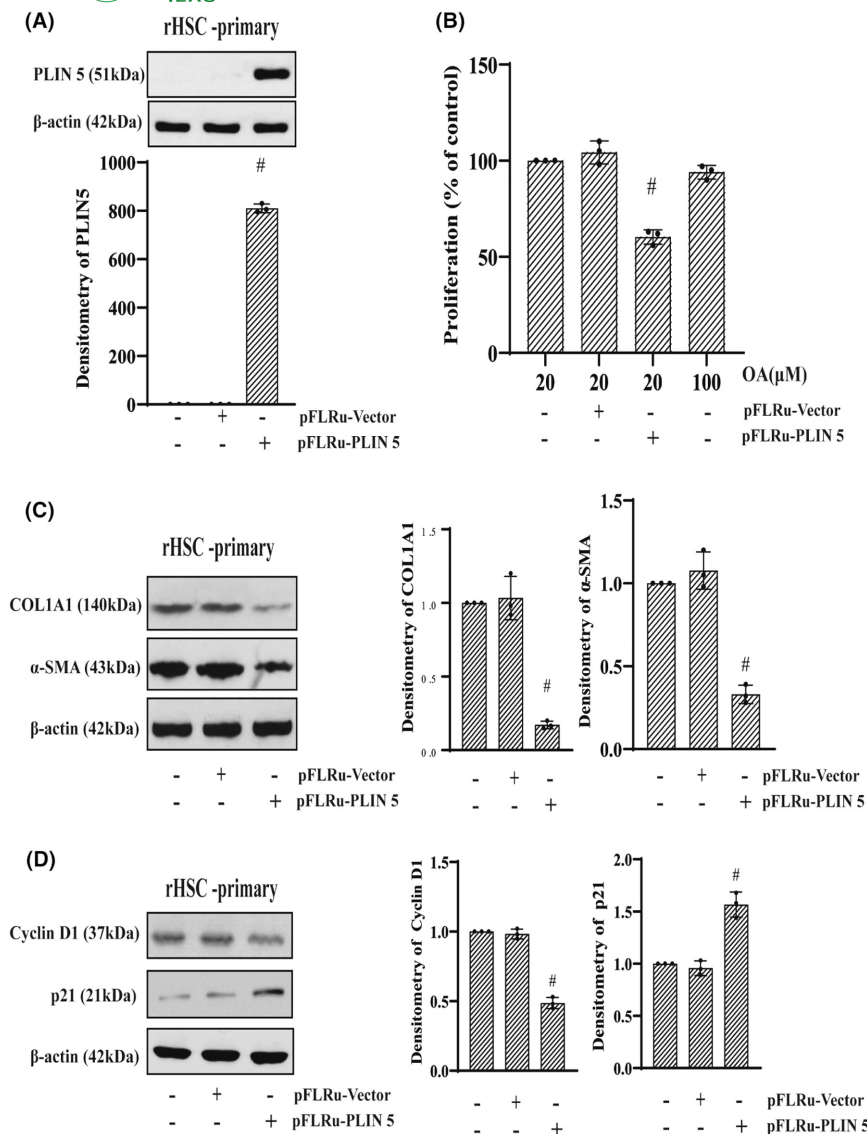 (A)
rHSC -primary
PLIN 5 (51kDa)
β-actin (42kDa)
Densitometry of PLIN5
1000
800
600
400
200
0
#
- + - pFLRu-Vector
- - + pFLRu-PLIN 5
(B)
Proliferation (% of control)
150
100
50
0
#
20 20 20 100 OA(μM)
- + - - pFLRu-Vector
- - + - pFLRu-PLIN 5
(C)
rHSC -primary
COL1A1 (140kDa)
α-SMA (43kDa)
β-actin (42kDa)
- + - pFLRu-Vector
- - + pFLRu-PLIN 5
Densitometry of COL1A1
1.5
1.0
0.5
0.0
#
- + -
- - +
Densitometry of α-SMA
1.5
1.0
0.5
0.0
#
- + - pFLRu-Vector
- - + pFLRu-PLIN 5
(D)
rHSC -primary
Cyclin D1 (37kDa)
p21 (21kDa)
β-actin (42kDa)
- + - pFLRu-Vector
- - + pFLRu-PLIN 5
Densitometry of Cyclin D1
1.5
1.0
0.5
0.0
#
- + -
- - +
Densitometry of p21
2.0
1.5
1.0
0.5
0.0
#
- + - pFLRu-Vector
- - + pFLRu-PLIN 5